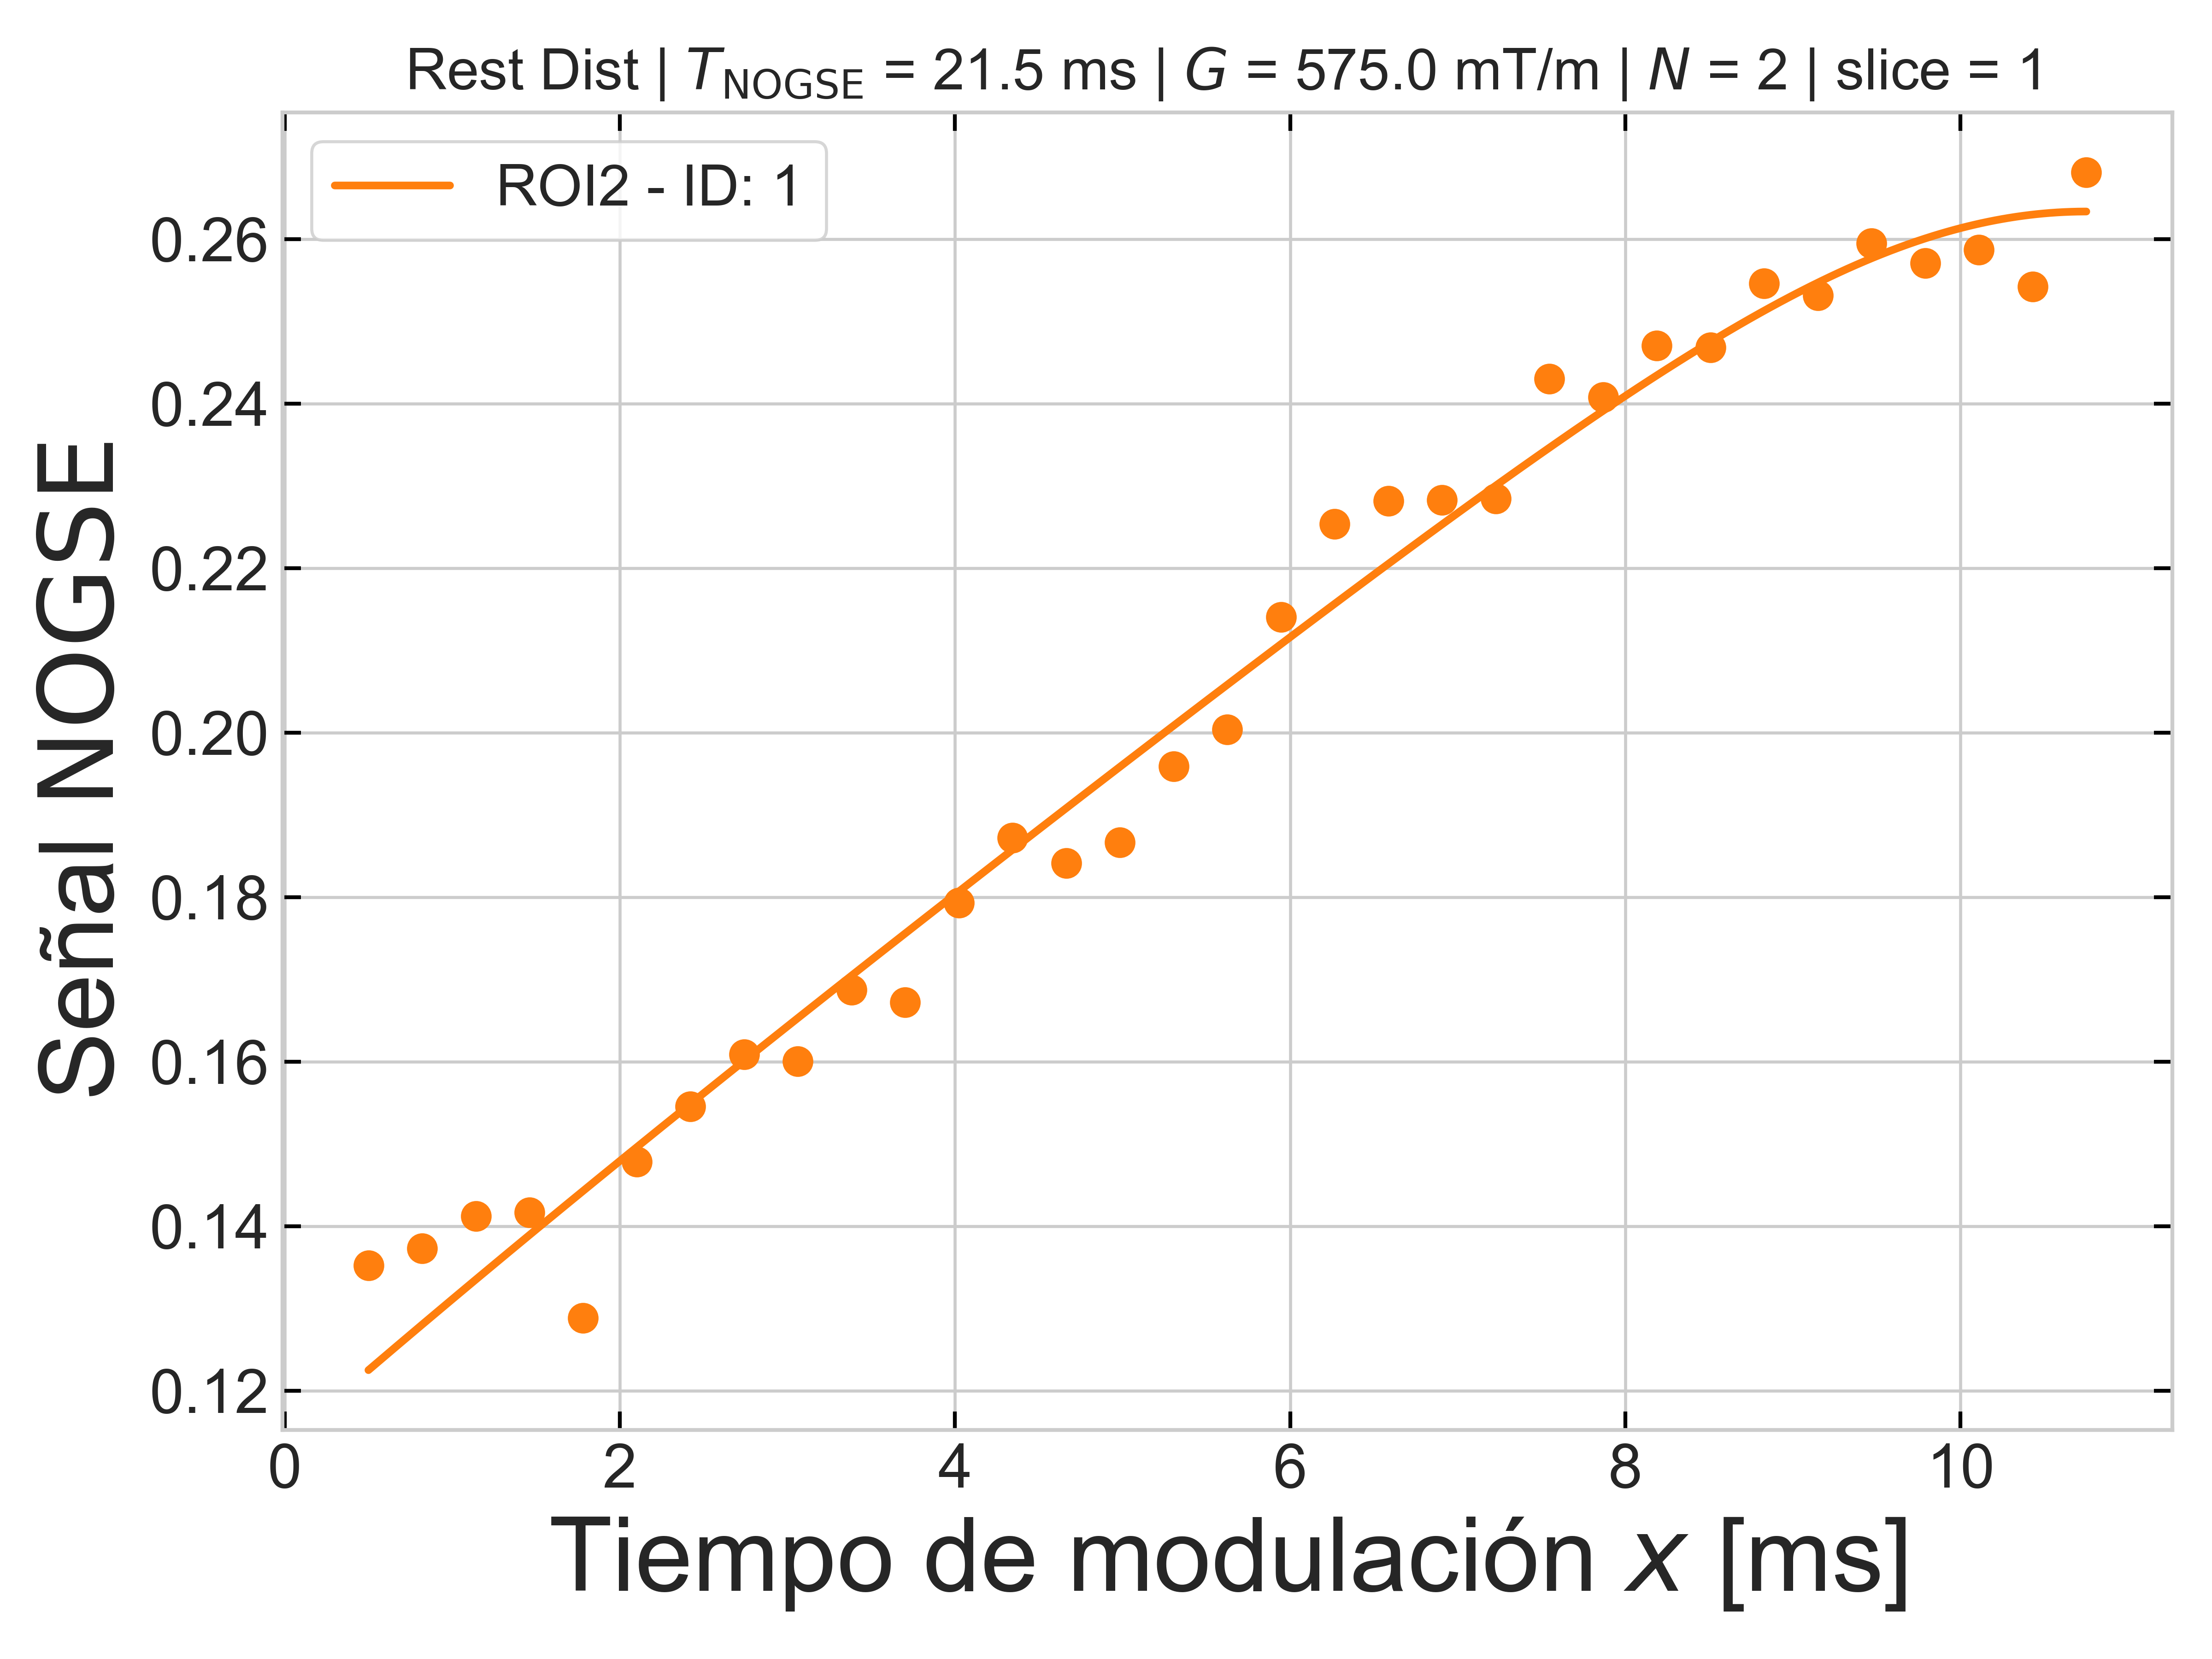 Rest Dist | T_NOGSE = 21.5 ms | G = 575.0 mT/m | N = 2 | slice = 1
ROI2 - ID: 1
Señal NOGSE
0.26
0.24
0.22
0.20
0.18
0.16
0.14
0.12
0 2 4 6 8 10
Tiempo de modulación x [ms]